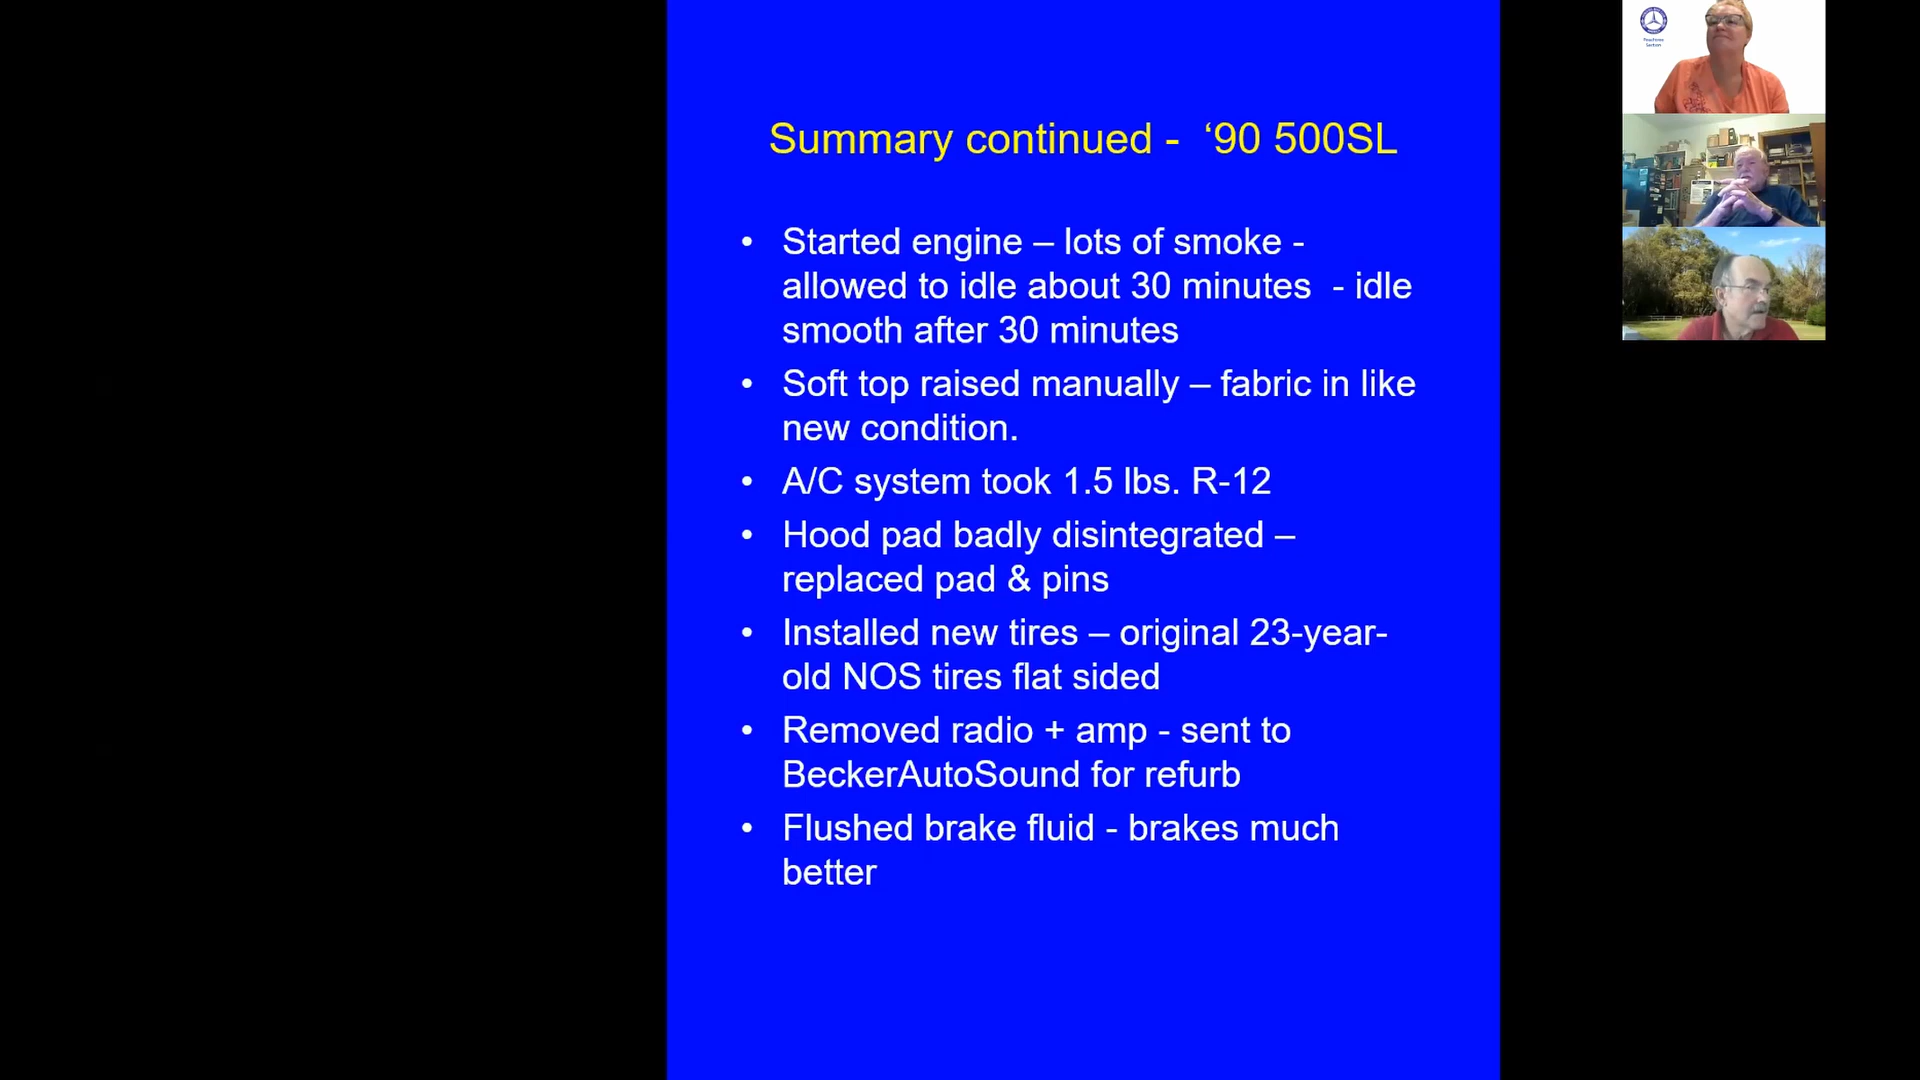 Summary continued -  ‘90 500SL
• Started engine – lots of smoke -
allowed to idle about 30 minutes  - idle
smooth after 30 minutes
• Soft top raised manually – fabric in like
new condition.
• A/C system took 1.5 lbs. R-12
• Hood pad badly disintegrated –
replaced pad & pins
• Installed new tires – original 23-year-
old NOS tires flat sided
• Removed radio + amp - sent to
BeckerAutoSound for refurb
• Flushed brake fluid - brakes much
better
Peachtree
Section